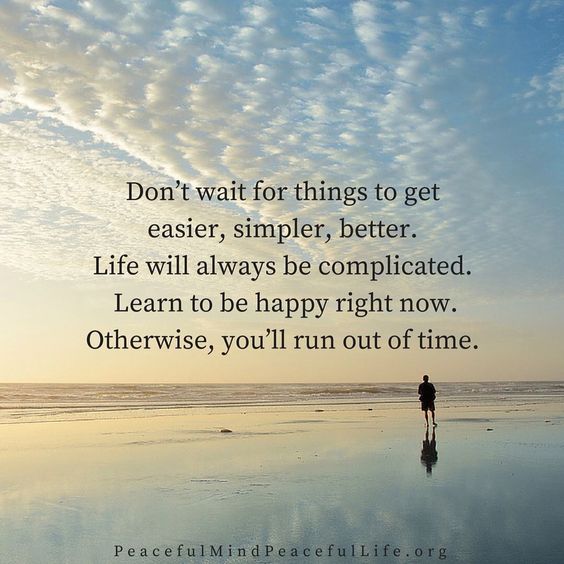 Don’t wait for things to get
easier, simpler, better.
Life will always be complicated.
Learn to be happy right now.
Otherwise, you’ll run out of time.
PeacefulMindPeacefulLife.org